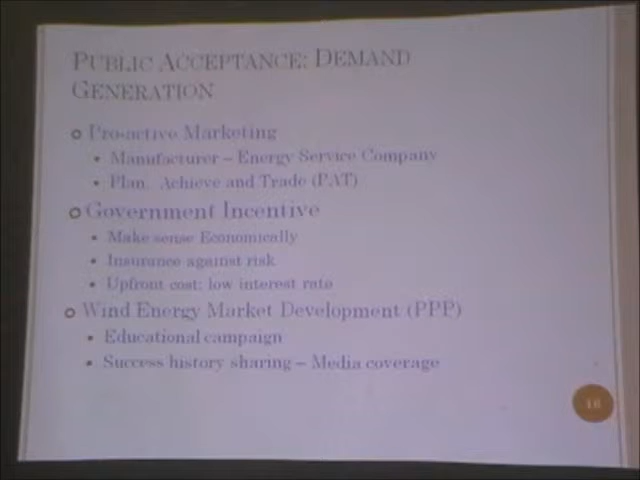 PUBLIC ACCEPTANCE: DEMAND
GENERATION
Pro-active Marketing
Manufacturer – Energy Service Company
Plan, Achieve and Trade (PAT)
Government Incentive
Make sense Economically
Insurance against risk
Upfront cost: low interest rate
Wind Energy Market Development (PPP)
Educational campaign
Success history sharing – Media coverage